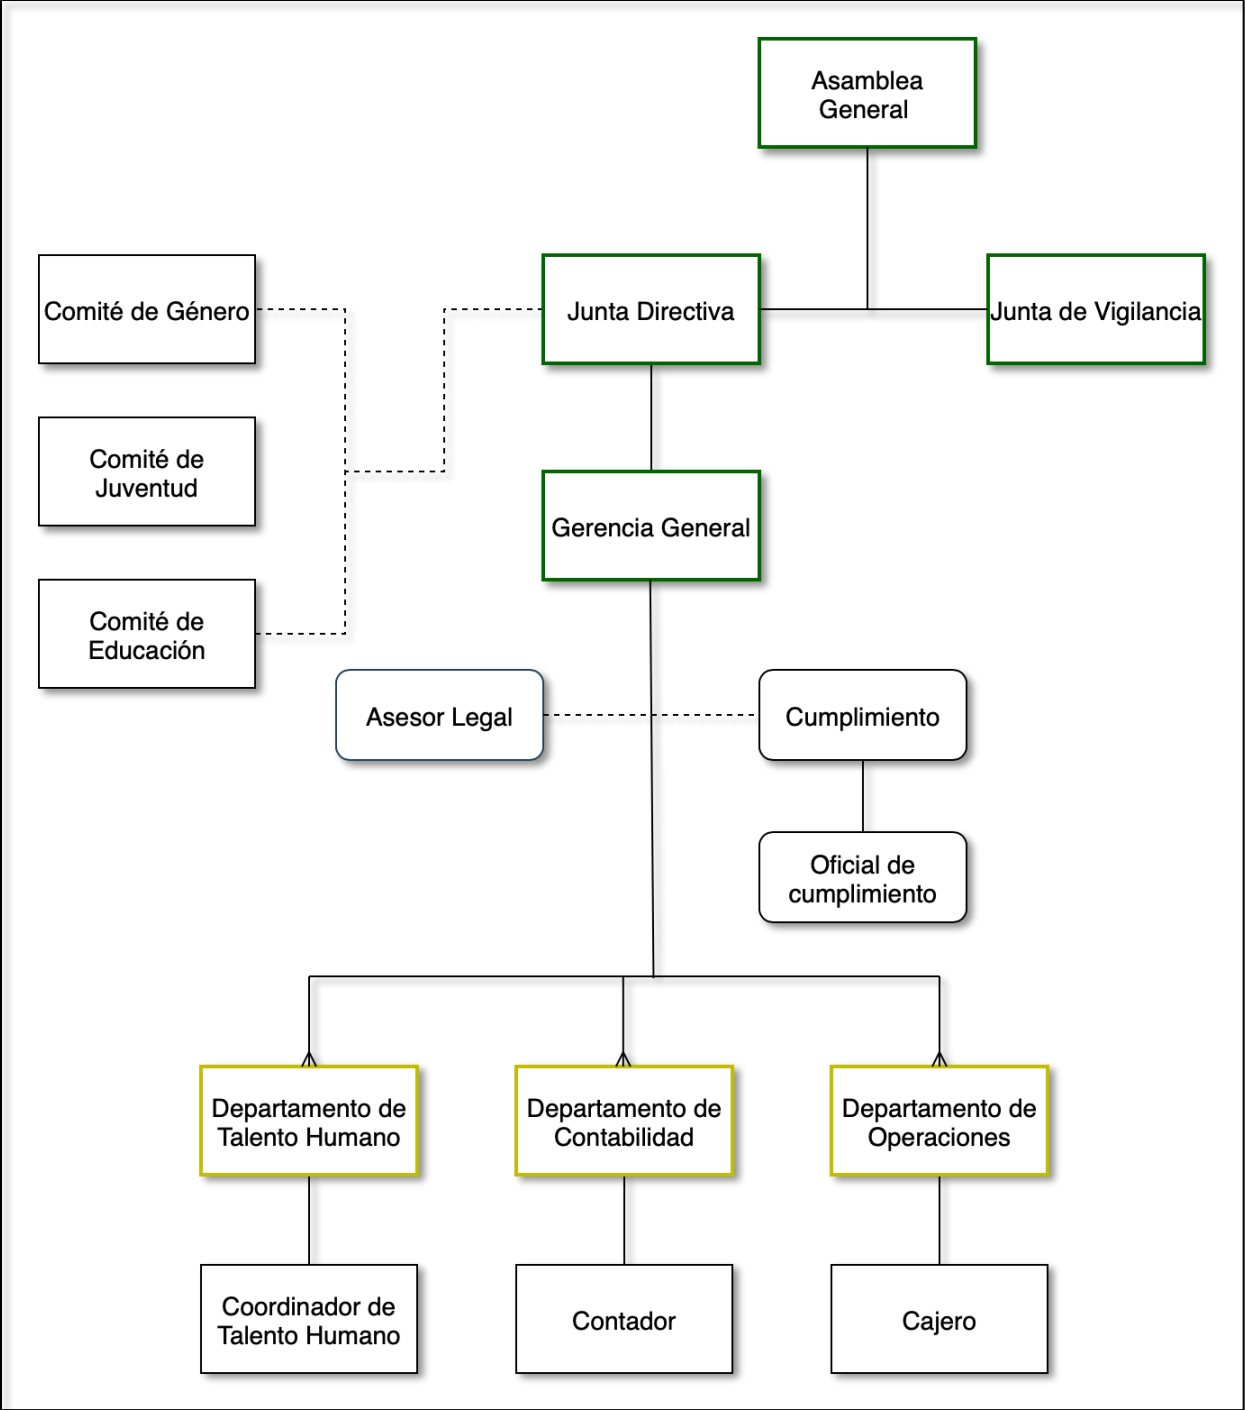 Asamblea
General
Comité de Género
Junta Directiva
Junta de Vigilancia
Comité de
Juventud
Gerencia General
Comité de
Educación
Asesor Legal
Cumplimiento
Oficial de
cumplimiento
Departamento de
Talento Humano
Departamento de
Contabilidad
Departamento de
Operaciones
Coordinador de
Talento Humano
Contador
Cajero